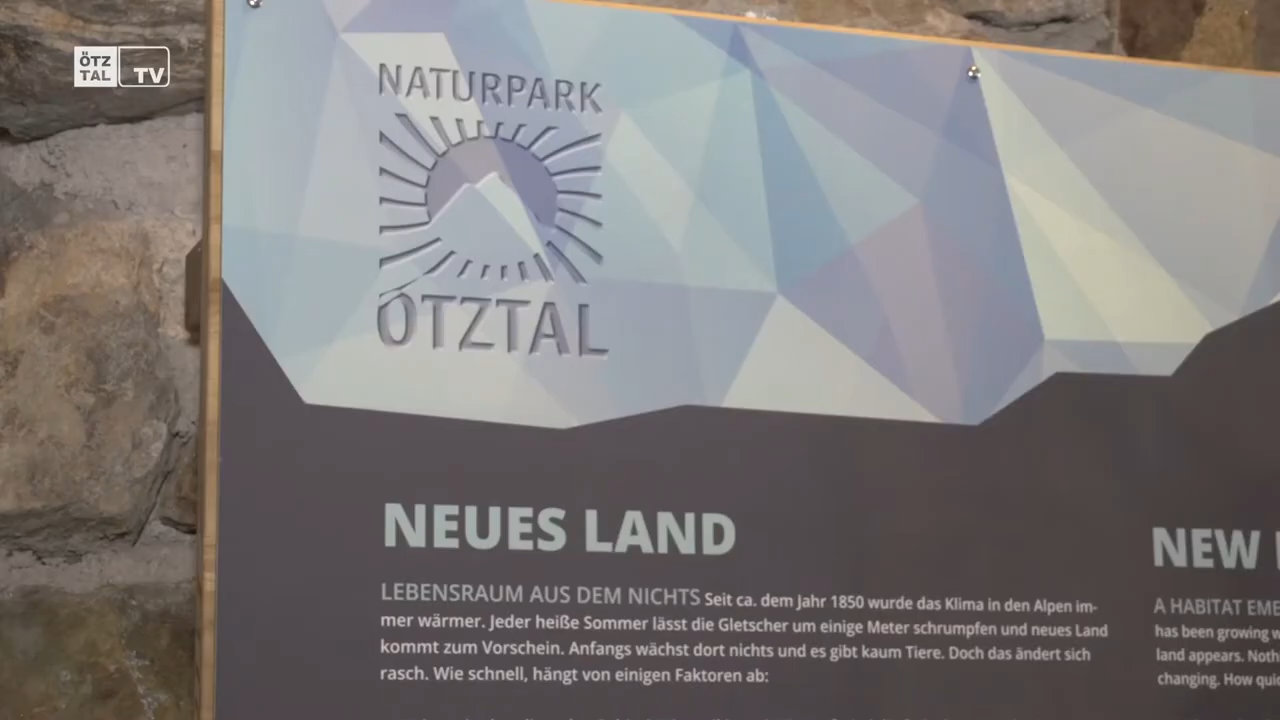 ÖTZ
TAL
TV
NATURPARK
ÖTZTAL
NEUES LAND
LEBENSRAUM AUS DEM NICHTS Seit ca. dem Jahr 1850 wurde das Klima in den Alpen im-
mer wärmer. Jeder heiße Sommer lässt die Gletscher um einige Meter schrumpfen und neues Land
kommt zum Vorschein. Anfangs wächst dort nichts und es gibt kaum Tiere. Doch das ändert sich
rasch. Wie schnell, hängt von einigen Faktoren ab:
NEW
A HABITAT EME
has been growing w
land appears. Noth
changing. How quic